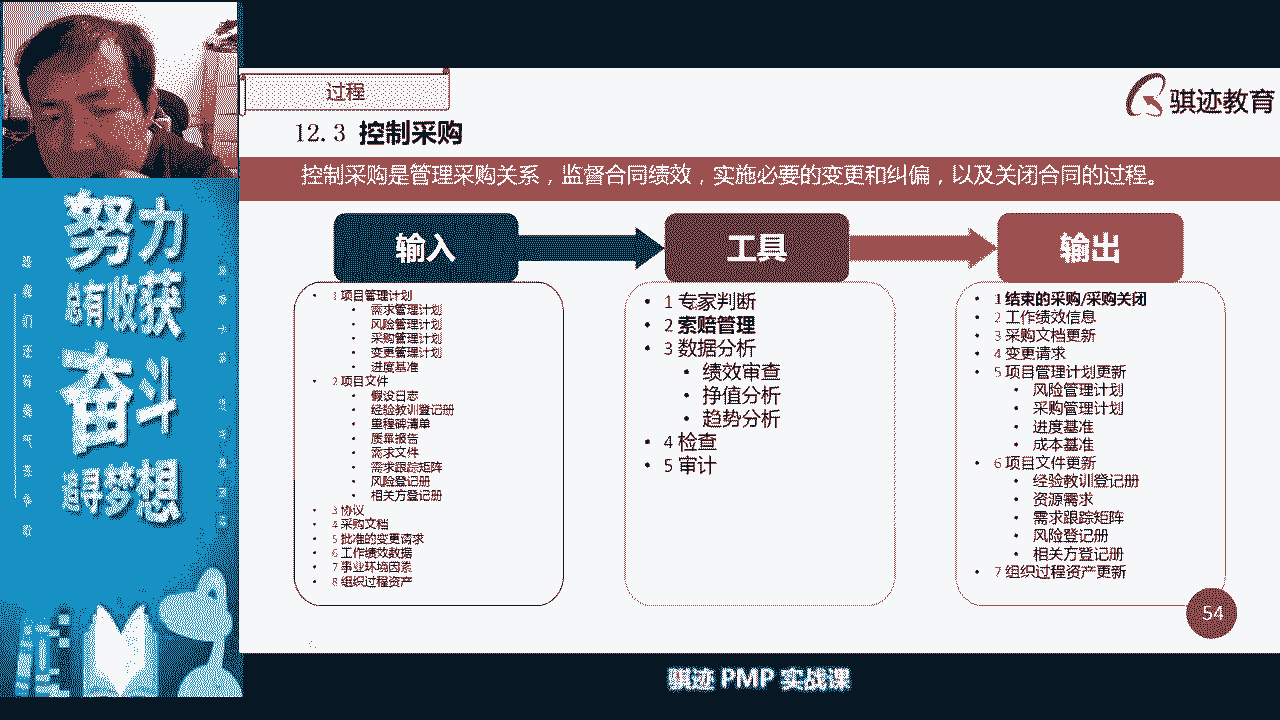 过程
骐迹教育
12.3 控制采购
控制采购是管理采购关系，监督合同绩效，实施必要的变更和纠偏，以及关闭合同的过程。
输入
1 项目管理计划
需求管理计划
风险管理计划
采购管理计划
变更管理计划
进度基准
2 项目文件
假设日志
经验教训登记册
里程碑清单
质量报告
需求文件
需求跟踪矩阵
风险登记册
相关方登记册
3 协议
4 采购文档
5 批准的变更请求
6 工作绩效数据
7 事业环境因素
8 组织过程资产
工具
1 专家判断
2 索赔管理
3 数据分析
绩效审查
挣值分析
趋势分析
4 检查
5 审计
输出
1 结束的采购/采购关闭
2 工作绩效信息
3 采购文档更新
4 变更请求
5 项目管理计划更新
风险管理计划
采购管理计划
进度基准
成本基准
6 项目文件更新
经验教训登记册
资源需求
需求跟踪矩阵
风险登记册
相关方登记册
7 组织过程资产更新
54
努力
总有收获
奋斗
追寻梦想
骐迹 PMP 实战课